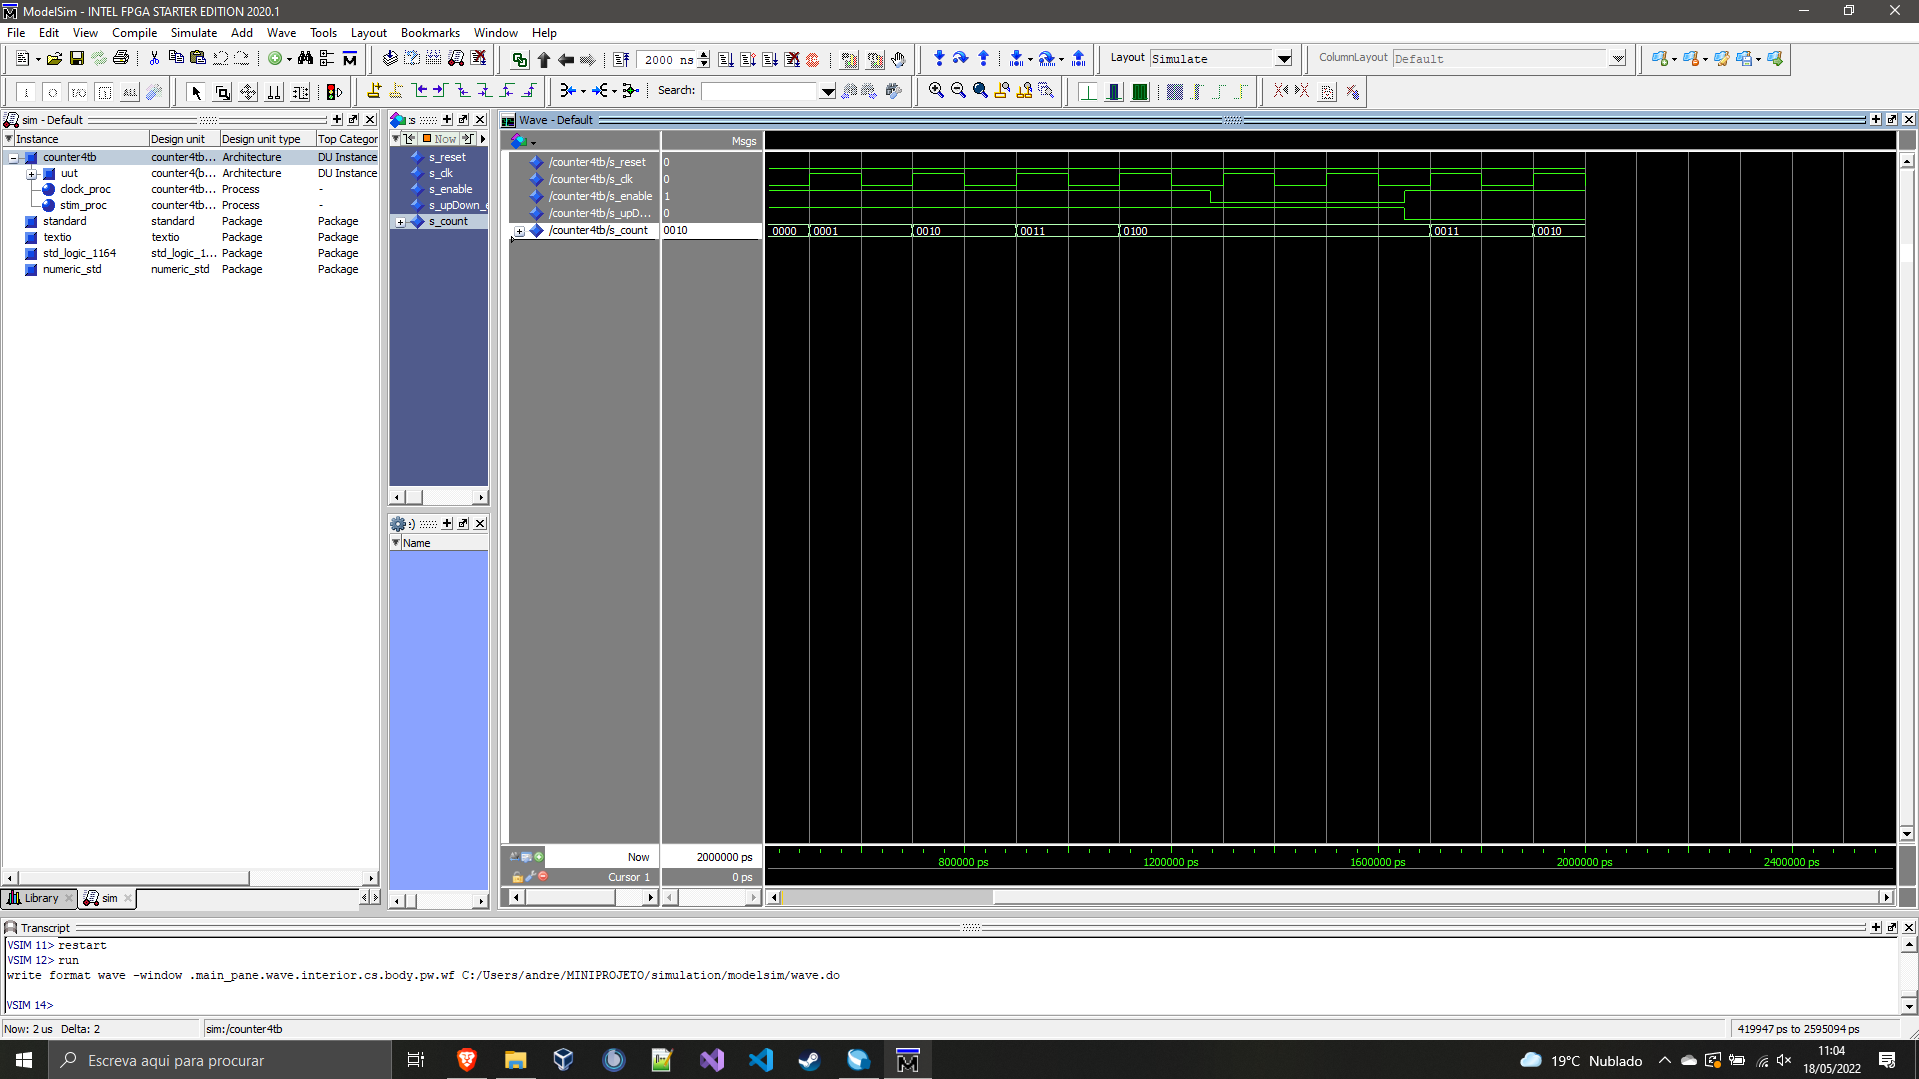 ModelSim - INTEL FPGA STARTER EDITION 2020.1
File Edit View Compile Simulate Add Wave Tools Layout Bookmarks Window Help
2000 ns
Layout Simulate
ColumnLayout Default
Search:
sim - Default
Instance Design unit Design unit type Top Categor
counter4tb counter4tb... Architecture DU Instance
uut counter4(b... Architecture DU Instance
clock_proc counter4tb... Process -
stim_proc counter4tb... Process -
standard standard Package Package
textio textio Package Package
std_logic_1164 std_logic_1... Package Package
numeric_std numeric_std Package Package
Library
sim
Now
s_reset
s_clk
s_enable
s_upDown_e
s_count
Name
Wave - Default
Msgs
/counter4tb/s_reset 0
/counter4tb/s_clk 0
/counter4tb/s_enable 1
/counter4tb/s_upD... 0
/counter4tb/s_count 0010
0000 0001 0010 0011 0100 0011 0010
Now 2000000 ps
Cursor 1 0 ps
800000 ps 1200000 ps 1600000 ps 2000000 ps 2400000 ps
Transcript
VSIM 11> restart
VSIM 12> run
write format wave -window .main_pane.wave.interior.cs.body.pw.wf C:/Users/andre/MINIPROJETO/simulation/modelsim/wave.do
VSIM 14>
Now: 2 us Delta: 2
sim:/counter4tb
419947 ps to 2595094 ps
Escreva aqui para procurar
19°C Nublado
11:04
18/05/2022